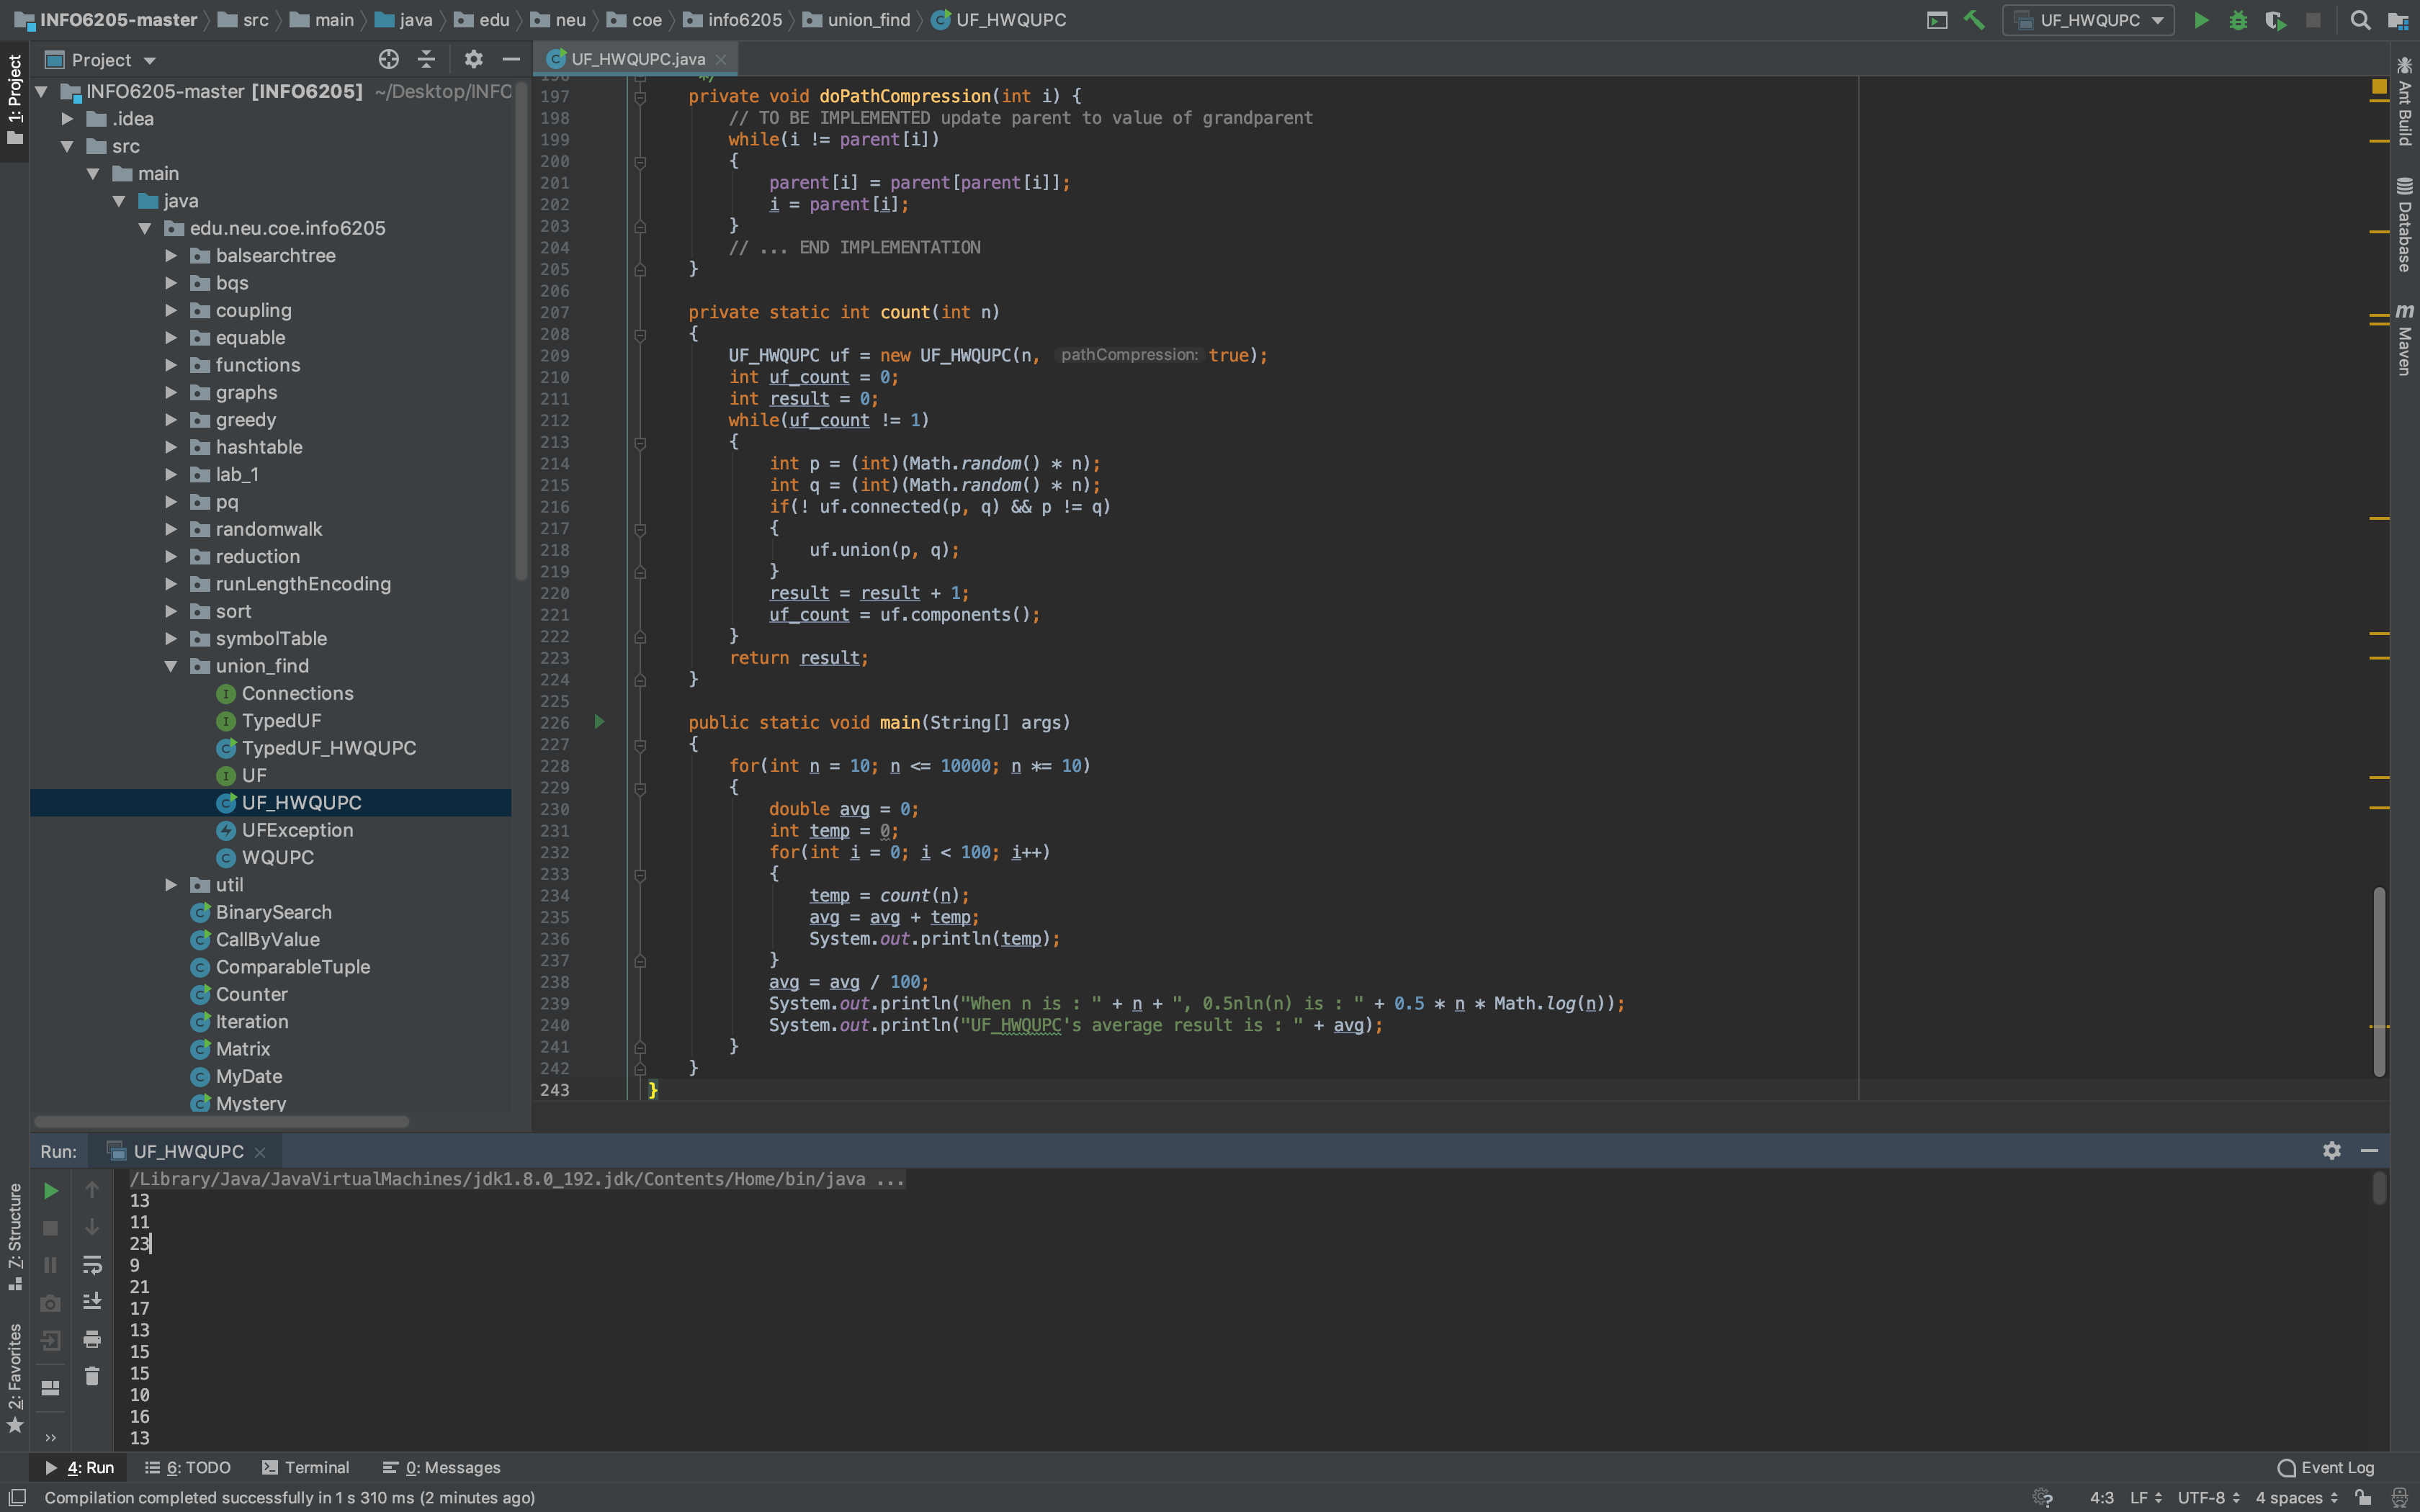 INFO6205-master src main java edu neu coe info6205 union_find UF_HWQUPC
UF_HWQUPC
1: Project
Project
UF_HWQUPC.java
INFO6205-master [INFO6205] ~/Desktop/INFO
.idea
src
main
java
edu.neu.coe.info6205
balsearchtree
bqs
coupling
equable
functions
graphs
greedy
hashtable
lab_1
pq
randomwalk
reduction
runLengthEncoding
sort
symbolTable
union_find
Connections
TypedUF
TypedUF_HWQUPC
UF
UF_HWQUPC
UFException
WQUPC
util
BinarySearch
CallByValue
ComparableTuple
Counter
Iteration
Matrix
MyDate
Mystery
196 */
197 private void doPathCompression(int i) {
198 // TO BE IMPLEMENTED update parent to value of grandparent
199 while(i != parent[i])
200 {
201 parent[i] = parent[parent[i]];
202 i = parent[i];
203 }
204 // ... END IMPLEMENTATION
205 }
206
207 private static int count(int n)
208 {
209 UF_HWQUPC uf = new UF_HWQUPC(n, pathCompression: true);
210 int uf_count = 0;
211 int result = 0;
212 while(uf_count != 1)
213 {
214 int p = (int)(Math.random() * n);
215 int q = (int)(Math.random() * n);
216 if(! uf.connected(p, q) && p != q)
217 {
218 uf.union(p, q);
219 }
220 result = result + 1;
221 uf_count = uf.components();
222 }
223 return result;
224 }
225
226 public static void main(String[] args)
227 {
228 for(int n = 10; n <= 10000; n *= 10)
229 {
230 double avg = 0;
231 int temp = 0;
232 for(int i = 0; i < 100; i++)
233 {
234 temp = count(n);
235 avg = avg + temp;
236 System.out.println(temp);
237 }
238 avg = avg / 100;
239 System.out.println("When n is : " + n + ", 0.5nln(n) is : " + 0.5 * n * Math.log(n));
240 System.out.println("UF_HWQUPC's average result is : " + avg);
241 }
242 }
243 }
Ant Build
Database
m Maven
Run: UF_HWQUPC
/Library/Java/JavaVirtualMachines/jdk1.8.0_192.jdk/Contents/Home/bin/java ...
13
11
23
9
21
17
13
15
15
10
16
13
7: Structure
2: Favorites
4: Run 6: TODO Terminal 0: Messages Event Log
Compilation completed successfully in 1 s 310 ms (2 minutes ago) 4:3 LF UTF-8 4 spaces